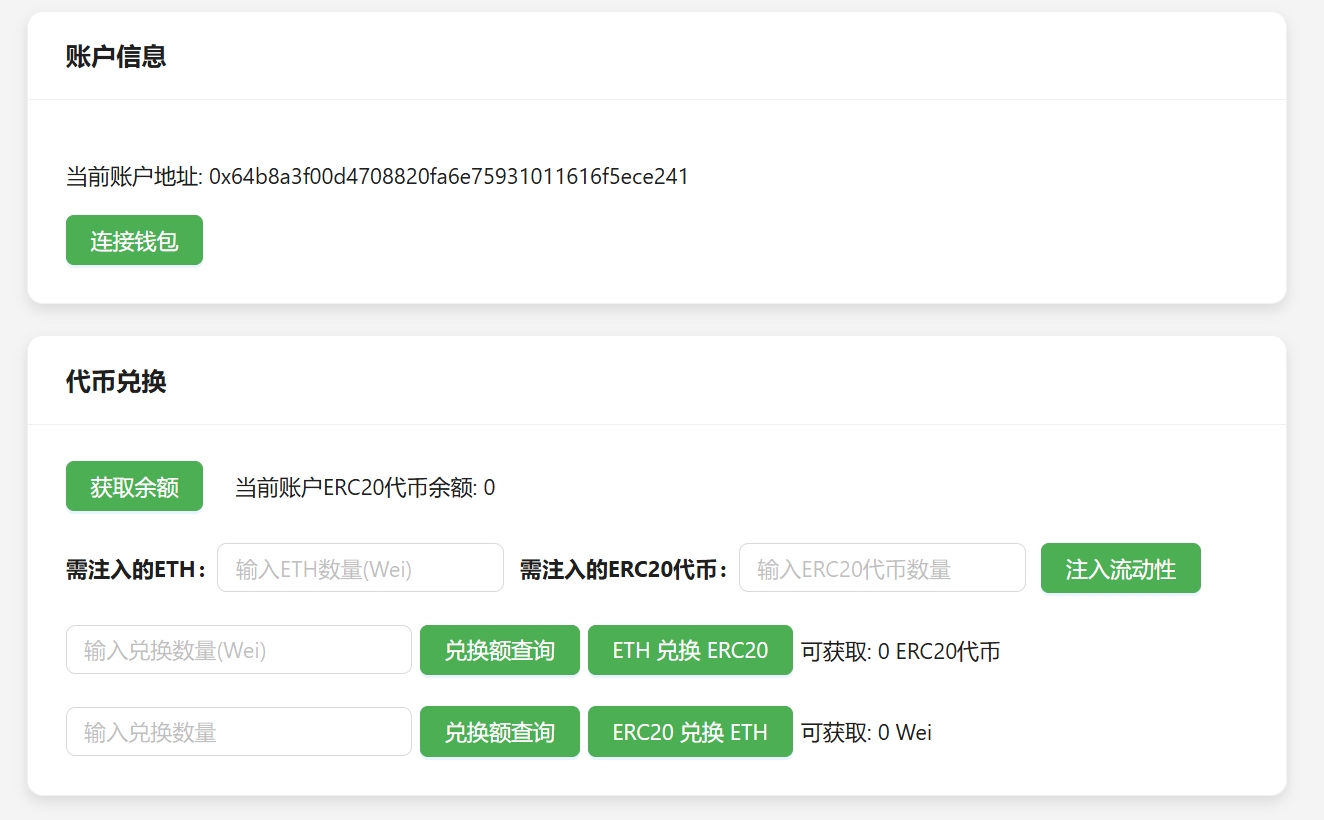 账户信息
当前账户地址: 0x64b8a3f00d4708820fa6e75931011616f5ece241
连接钱包
代币兑换
获取余额 当前账户ERC20代币余额: 0
需注入的ETH: 输入ETH数量(Wei) 需注入的ERC20代币: 输入ERC20代币数量 注入流动性
输入兑换数量(Wei) 兑换额查询 ETH 兑换 ERC20 可获取: 0 ERC20代币
输入兑换数量 兑换额查询 ERC20 兑换 ETH 可获取: 0 Wei